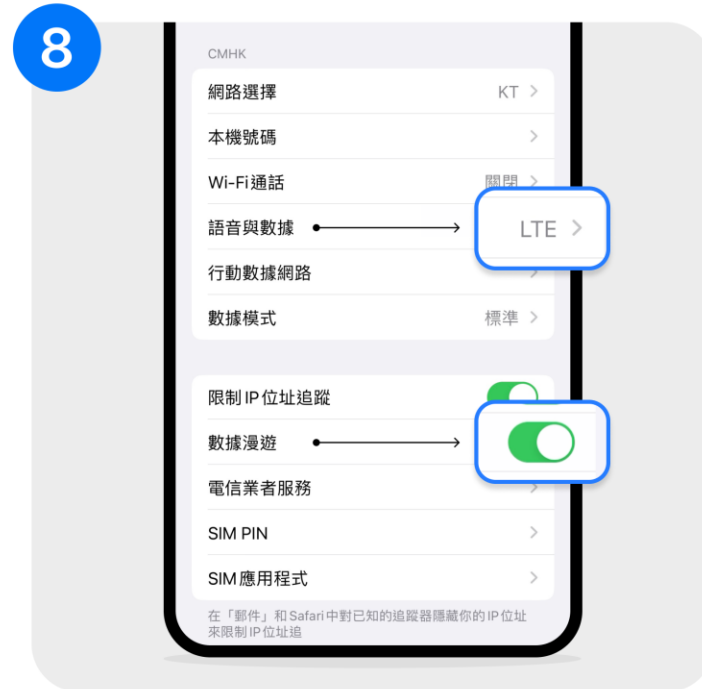 8
CMHK
網路選擇 KT
本機號碼
Wi-Fi通話 關閉
語音與數據 LTE
行動數據網路
數據模式 標準
限制IP位址追蹤
數據漫遊
電信業者服務
SIM PIN
SIM應用程式
在「郵件」和Safari中對已知的追蹤器隱藏你的IP位址
來限制IP位址追